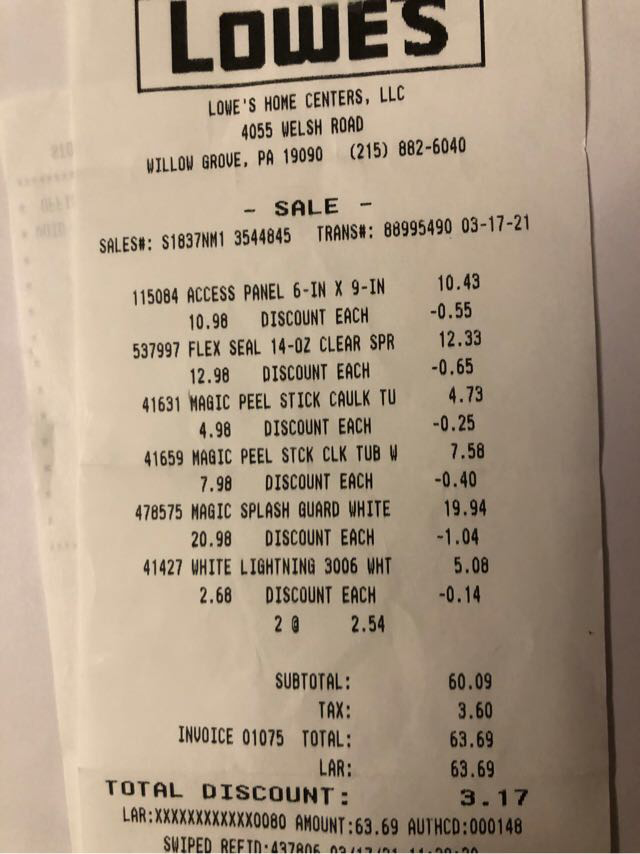 LOWE'S
LOWE'S HOME CENTERS, LLC
4055 WELSH ROAD
WILLOW GROVE, PA 19090 (215) 882-6040
- SALE -
SALES#: S1837NM1 3544845 TRANS#: 88995490 03-17-21
115084 ACCESS PANEL 6-IN X 9-IN 10.43
10.98 DISCOUNT EACH -0.55
537997 FLEX SEAL 14-OZ CLEAR SPR 12.33
12.98 DISCOUNT EACH -0.65
41631 MAGIC PEEL STICK CAULK TU 4.73
4.98 DISCOUNT EACH -0.25
41659 MAGIC PEEL STCK CLK TUB W 7.58
7.98 DISCOUNT EACH -0.40
478575 MAGIC SPLASH GUARD WHITE 19.94
20.98 DISCOUNT EACH -1.04
41427 WHITE LIGHTNING 3006 WHT 5.08
2.68 DISCOUNT EACH -0.14
2 @ 2.54
SUBTOTAL: 60.09
TAX: 3.60
INVOICE 01075 TOTAL: 63.69
LAR: 63.69
TOTAL DISCOUNT: 3.17
LAR:XXXXXXXXXXXX0080 AMOUNT:63.69 AUTHCD:000148
SWIPED REFID:437806 03/17/21